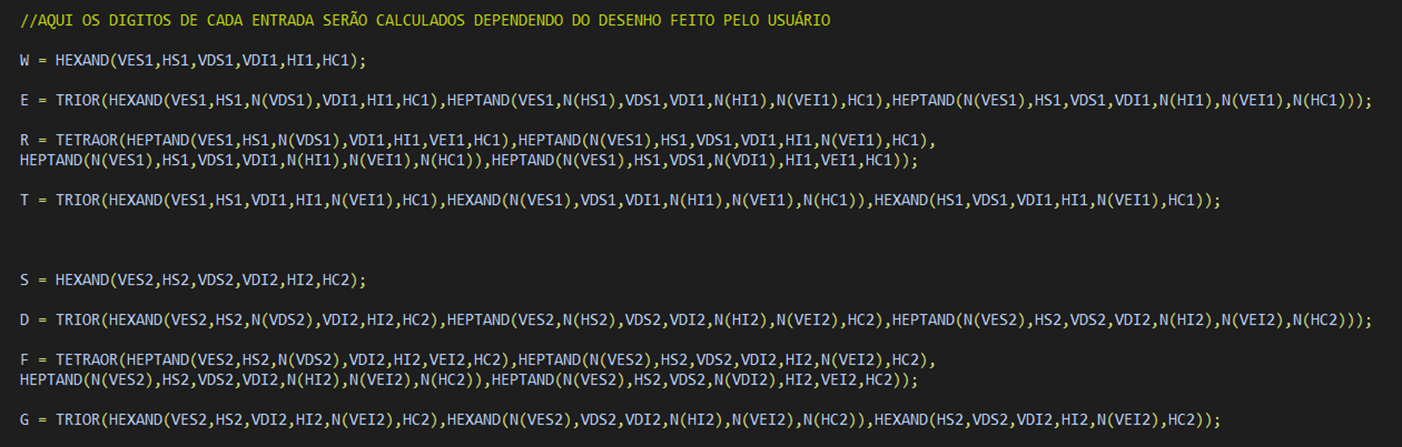 //AQUI OS DIGITOS DE CADA ENTRADA SERÃO CALCULADOS DEPENDENDO DO DESENHO FEITO PELO USUÁRIO
W = HEXAND(VES1,HS1,VDS1,VDI1,HI1,HC1);
E = TRIOR(HEXAND(VES1,HS1,N(VDS1),VDI1,HI1,HC1),HEPTAND(VES1,N(HS1),VDS1,VDI1,N(HI1),N(VEI1),HC1),HEPTAND(N(VES1),HS1,VDS1,VDI1,N(HI1),N(VEI1),N(HC1)));
R = TETRAOR(HEPTAND(VES1,HS1,N(VDS1),VDI1,HI1,VEI1,HC1),HEPTAND(N(VES1),HS1,VDS1,VDI1,HI1,N(VEI1),HC1),
HEPTAND(N(VES1),HS1,VDS1,VDI1,N(HI1),N(VEI1),N(HC1)),HEPTAND(N(VES1),HS1,VDS1,N(VDI1),HI1,VEI1,HC1));
T = TRIOR(HEXAND(VES1,HS1,VDI1,HI1,N(VEI1),HC1),HEXAND(N(VES1),VDS1,VDI1,N(HI1),N(VEI1),N(HC1)),HEXAND(HS1,VDS1,VDI1,HI1,N(VEI1),HC1));
S = HEXAND(VES2,HS2,VDS2,VDI2,HI2,HC2);
D = TRIOR(HEXAND(VES2,HS2,N(VDS2),VDI2,HI2,HC2),HEPTAND(VES2,N(HS2),VDS2,VDI2,N(HI2),N(VEI2),HC2),HEPTAND(N(VES2),HS2,VDS2,VDI2,N(HI2),N(VEI2),N(HC2)));
F = TETRAOR(HEPTAND(VES2,HS2,N(VDS2),VDI2,HI2,VEI2,HC2),HEPTAND(N(VES2),HS2,VDS2,VDI2,HI2,N(VEI2),HC2),
HEPTAND(N(VES2),HS2,VDS2,VDI2,N(HI2),N(VEI2),N(HC2)),HEPTAND(N(VES2),HS2,VDS2,N(VDI2),HI2,VEI2,HC2));
G = TRIOR(HEXAND(VES2,HS2,VDI2,HI2,N(VEI2),HC2),HEXAND(N(VES2),VDS2,VDI2,N(HI2),N(VEI2),N(HC2)),HEXAND(HS2,VDS2,VDI2,HI2,N(VEI2),HC2));